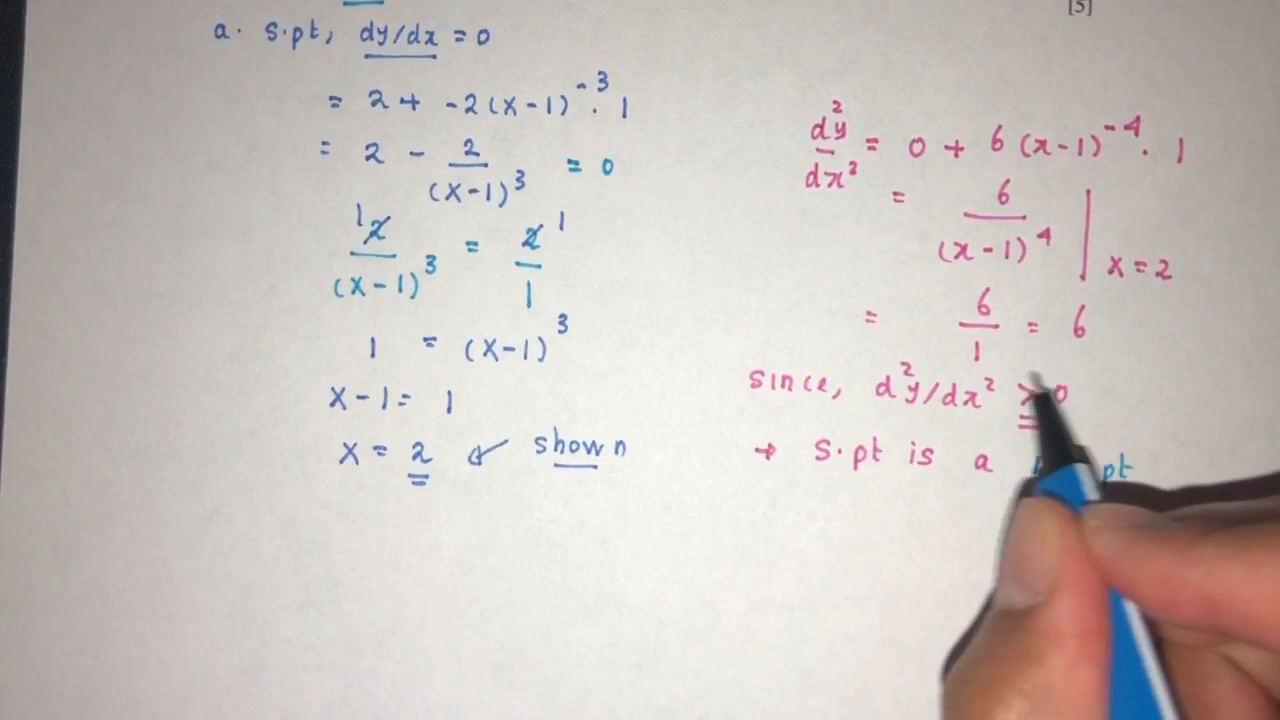 [5]
a. s.pt, dy/dx = 0
= 2 + -2(x-1)⁻³ . 1
= 2 - 2/(x-1)³ = 0
¹2/(x-1)³ = 2¹/1
1 = (x-1)³
x-1 = 1
x = 2 shown
d²y/dx² = 0 + 6(x-1)⁻⁴ . 1
= 6/(x-1)⁴ | x=2
= 6/1 = 6
since, d²y/dx² > 0
→ s.pt is a pt